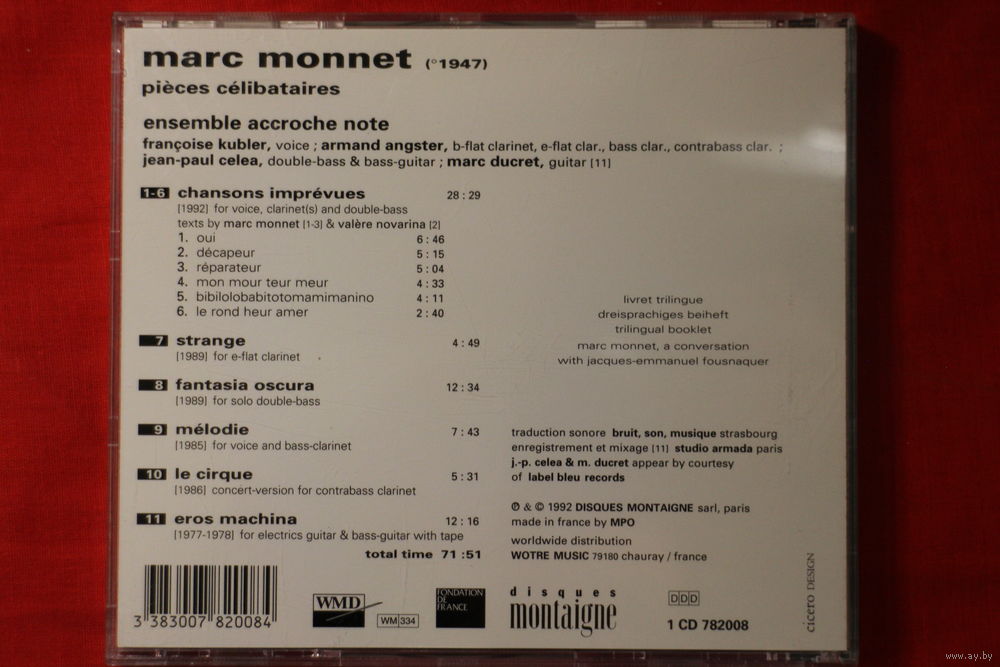 marc monnet (°1947)
pièces célibataires
ensemble accroche note
françoise kubler, voice ; armand angster, b-flat clarinet, e-flat clar., bass clar., contrabass clar. ;
jean-paul celea, double-bass & bass-guitar ; marc ducret, guitar [11]
1-6 chansons imprévues 28 : 29
[1992] for voice, clarinet(s) and double-bass
texts by marc monnet [1-3] & valère novarina [2]
1. oui 6 : 46
2. décapeur 5 : 15
3. réparateur 5 : 04
4. mon mour teur meur 4 : 33
5. bibilolobabitotomamimanino 4 : 11
6. le rond heur amer 2 : 40
7 strange 4 : 49
[1989] for e-flat clarinet
8 fantasia oscura 12 : 34
[1989] for solo double-bass
9 mélodie 7 : 43
[1985] for voice and bass-clarinet
10 le cirque 5 : 31
[1986] concert-version for contrabass clarinet
11 eros machina 12 : 16
[1977-1978] for electrics guitar & bass-guitar with tape
total time 71 :51
livret trilingue
dreisprachiges beiheft
trilingual booklet
marc monnet, a conversation
with jacques-emmanuel fousnaquer
traduction sonore bruit, son, musique strasbourg
enregistrement et mixage [11] studio armada paris
j.-p. celea & m. ducret appear by courtesy
of label bleu records
℗ & © 1992 DISQUES MONTAIGNE sarl, paris
made in france by MPO
worldwide distribution
WOTRE MUSIC 79180 chauray / france
cicero DESIGN
3 383007 820084
WMD
WM 334
FONDATION
DE
FRANCE
disques
montaigne
DDD
1 CD 782008
www.ay.by